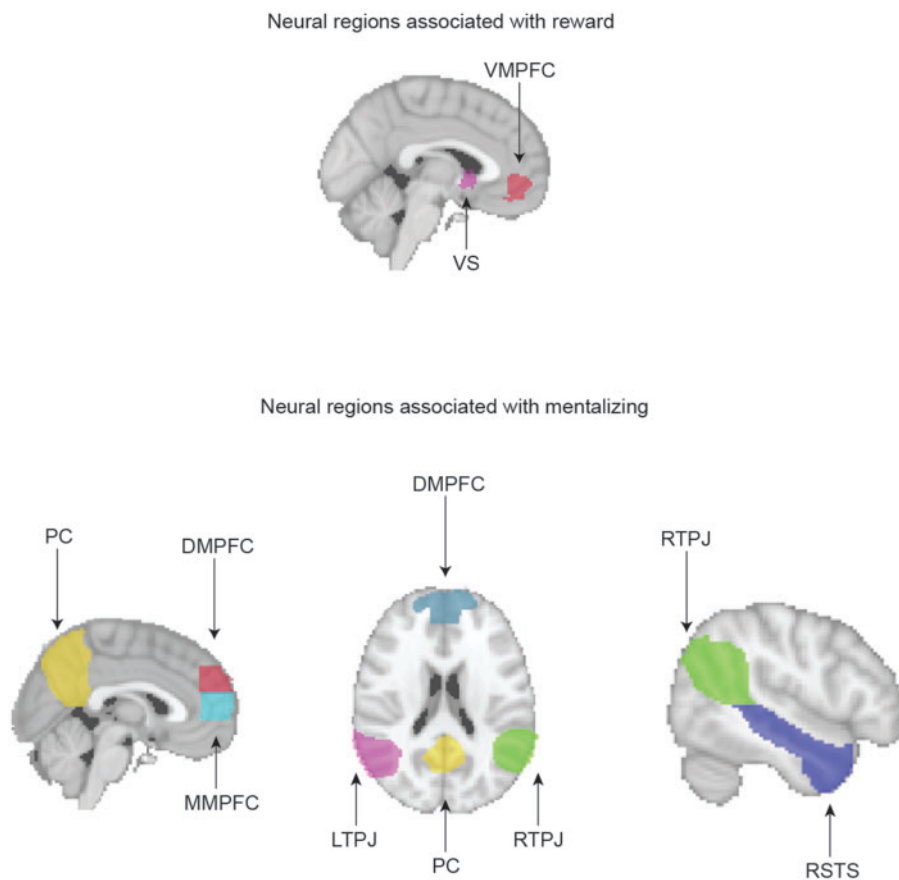 Neural regions associated with reward
VMPFC
VS
Neural regions associated with mentalizing
DMPFC
PC
DMPFC
RTPJ
MMPFC
LTPJ
RTPJ
PC
RSTS